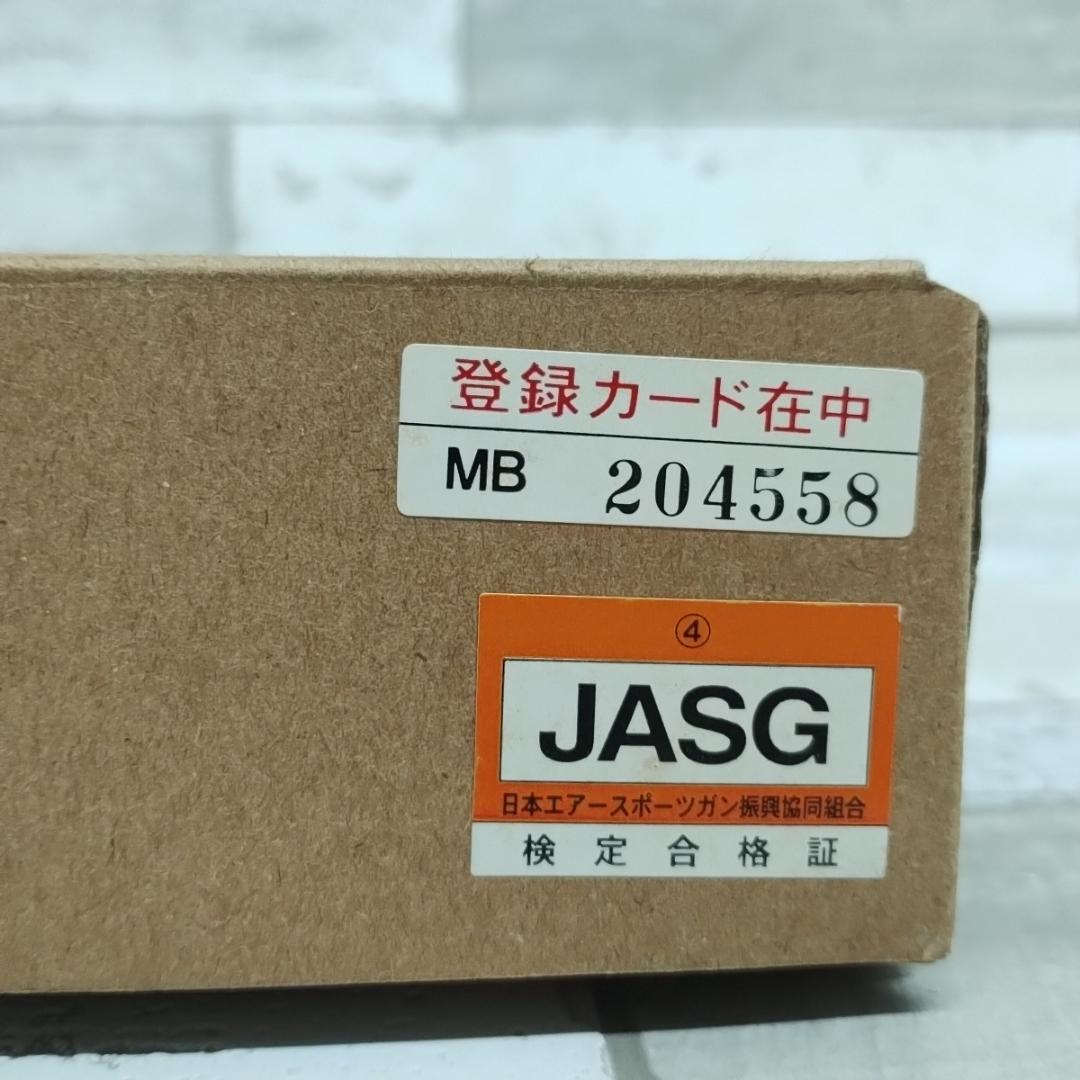 登録カード在中
MB 204558
④
JASG
日本エアースポーツガン振興協同組合
検定合格証